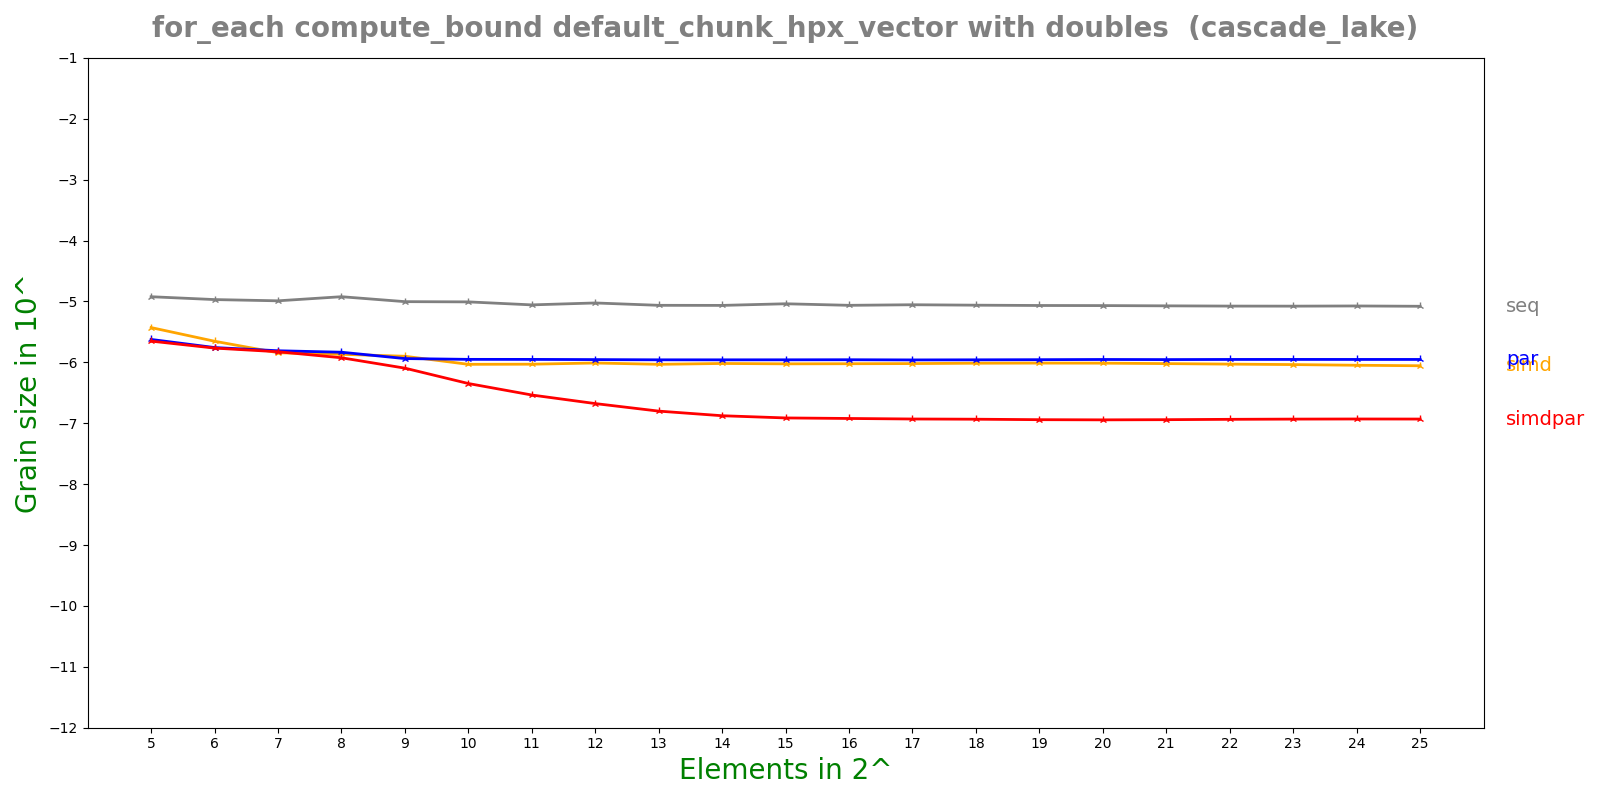 for_each compute_bound default_chunk_hpx_vector with doubles  (cascade_lake)
−1
−2
−3
−4
−5
−6
−7
−8
−9
−10
−11
−12
Grain size in 10^
seq
par
simd
simdpar
5 6 7 8 9 10 11 12 13 14 15 16 17 18 19 20 21 22 23 24 25
Elements in 2^